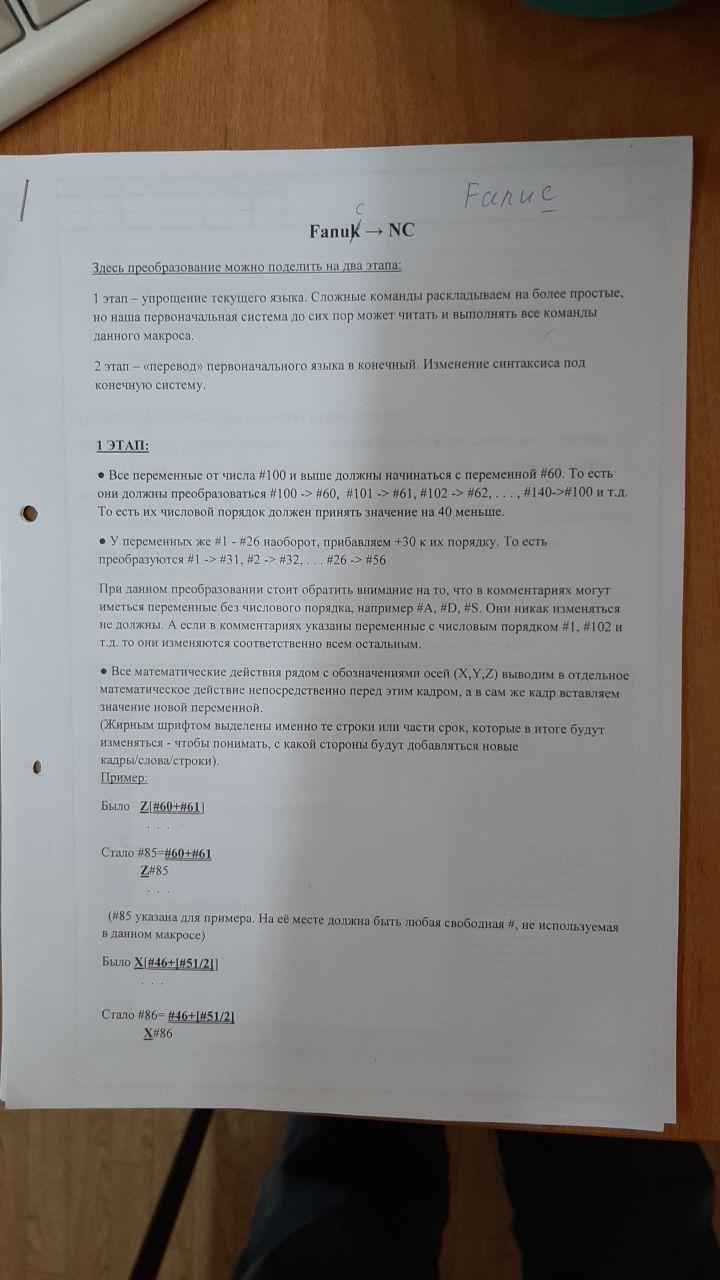 Fanuc
c
Fanuk → NC
Здесь преобразование можно поделить на два этапа:
1 этап – упрощение текущего языка. Сложные команды раскладываем на более простые,
но наша первоначальная система до сих пор может читать и выполнять все команды
данного макроса.
2 этап – «перевод» первоначального языка в конечный. Изменение синтаксиса под
конечную систему.
1 ЭТАП:
● Все переменные от числа #100 и выше должны начинаться с переменной #60. То есть
они должны преобразоваться #100 -> #60, #101 -> #61, #102 -> #62, . . . , #140->#100 и т.д.
То есть их числовой порядок должен принять значение на 40 меньше.
● У переменных же #1 - #26 наоборот, прибавляем +30 к их порядку. То есть
преобразуются #1 -> #31, #2 -> #32, . . . #26 -> #56
При данном преобразовании стоит обратить внимание на то, что в комментариях могут
иметься переменные без числового порядка, например #A, #D, #S. Они никак изменяться
не должны. А если в комментариях указаны переменные с числовым порядком #1, #102 и
т.д. то они изменяются соответственно всем остальным.
● Все математические действия рядом с обозначениями осей (X,Y,Z) выводим в отдельное
математическое действие непосредственно перед этим кадром, а в сам же кадр вставляем
значение новой переменной.
(Жирным шрифтом выделены именно те строки или части срок, которые в итоге будут
изменяться - чтобы понимать, с какой стороны будут добавляться новые
кадры/слова/строки).
Пример:
Было Z[#60+#61]
. . .
Стало #85=#60+#61
Z#85
. . .
(#85 указана для примера. На её месте должна быть любая свободная #, не используемая
в данном макросе)
Было X[#46+[#51/2]]
. . .
Стало #86= #46+[#51/2]
X#86